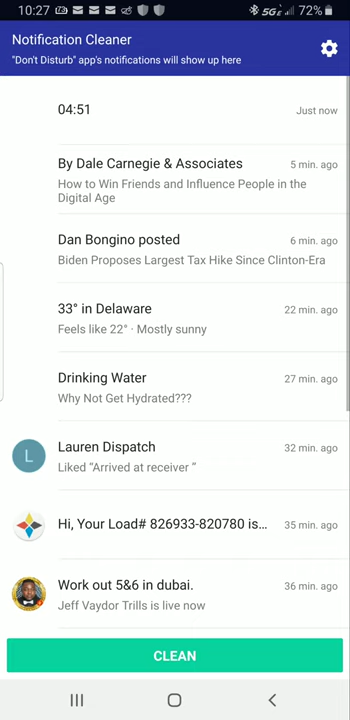 10:27
5G E 72%
Notification Cleaner
"Don't Disturb" app's notifications will show up here
04:51
Just now
By Dale Carnegie & Associates
5 min. ago
How to Win Friends and Influence People in the
Digital Age
Dan Bongino posted
6 min. ago
Biden Proposes Largest Tax Hike Since Clinton-Era
33° in Delaware
22 min. ago
Feels like 22° · Mostly sunny
Drinking Water
27 min. ago
Why Not Get Hydrated???
L
Lauren Dispatch
32 min. ago
Liked “Arrived at receiver ”
Hi, Your Load# 826933-820780 is...
35 min. ago
Work out 5&6 in dubai.
36 min. ago
Jeff Vaydor Trills is live now
CLEAN